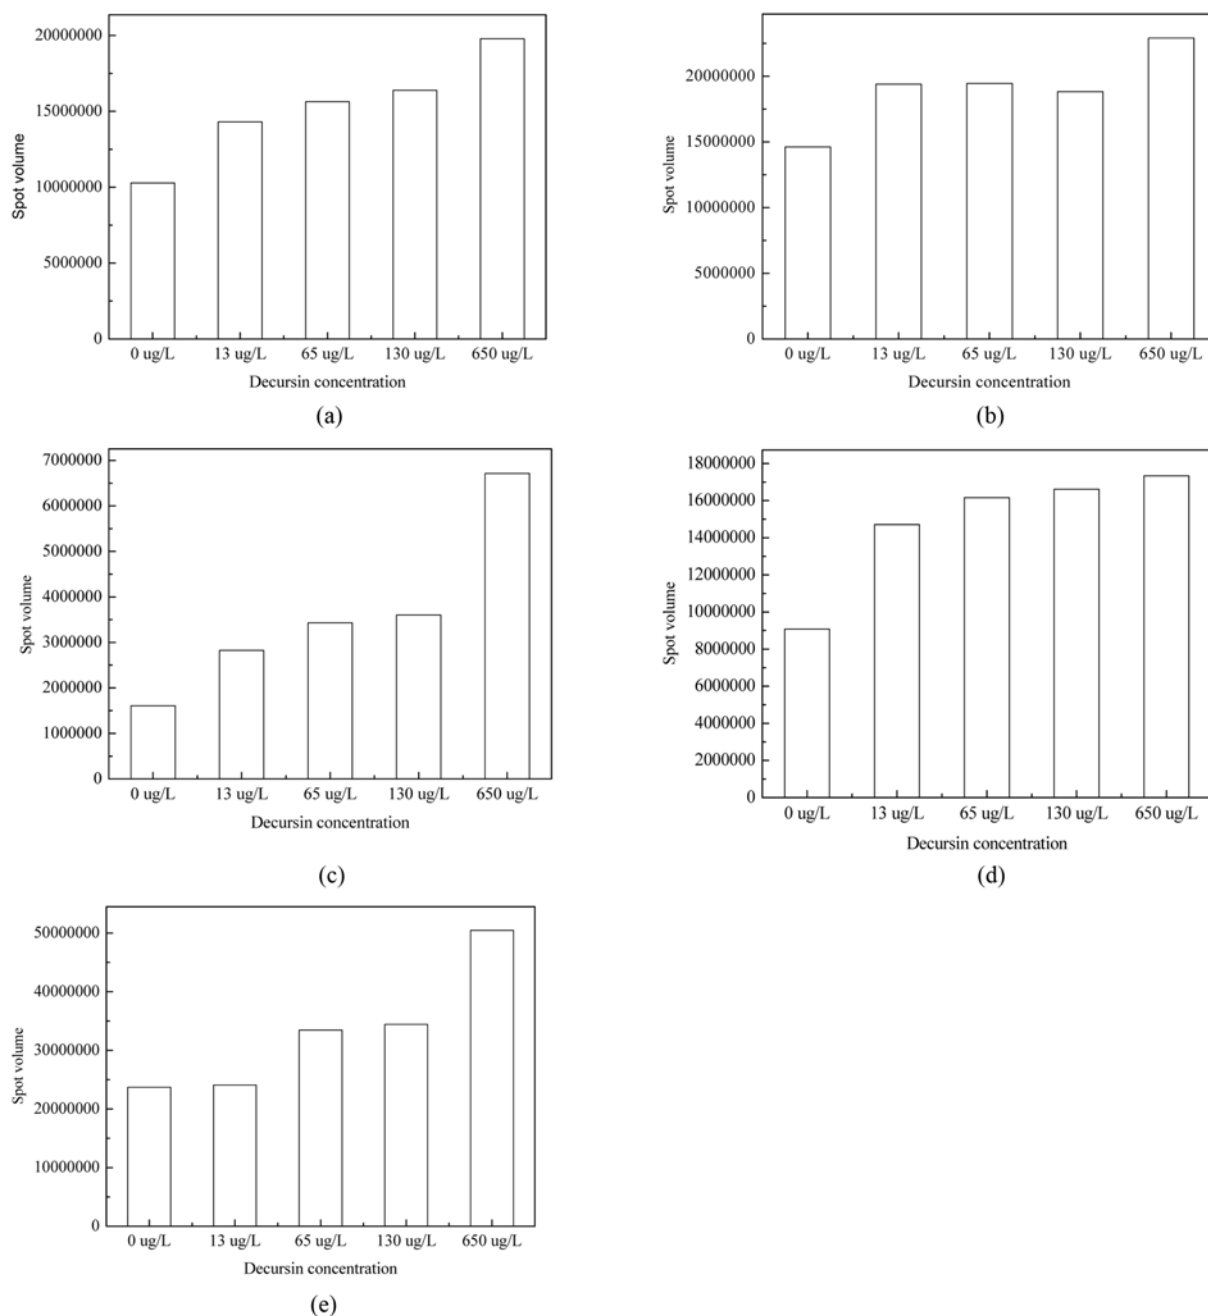 20000000
15000000
10000000
5000000
0
Spot volume
0 ug/L 13 ug/L 65 ug/L 130 ug/L 650 ug/L
Decursin concentration
(a)
20000000
15000000
10000000
5000000
0
Spot volume
0 ug/L 13 ug/L 65 ug/L 130 ug/L 650 ug/L
Decursin concentration
(b)
7000000
6000000
5000000
4000000
3000000
2000000
1000000
0
Spot volume
0 ug/L 13 ug/L 65 ug/L 130 ug/L 650 ug/L
Decursin concentration
(c)
18000000
16000000
14000000
12000000
10000000
8000000
6000000
4000000
2000000
0
Spot volume
0 ug/L 13 ug/L 65 ug/L 130 ug/L 650 ug/L
Decursin concentration
(d)
50000000
40000000
30000000
20000000
10000000
0
Spot volume
0 ug/L 13 ug/L 65 ug/L 130 ug/L 650 ug/L
Decursin concentration
(e)